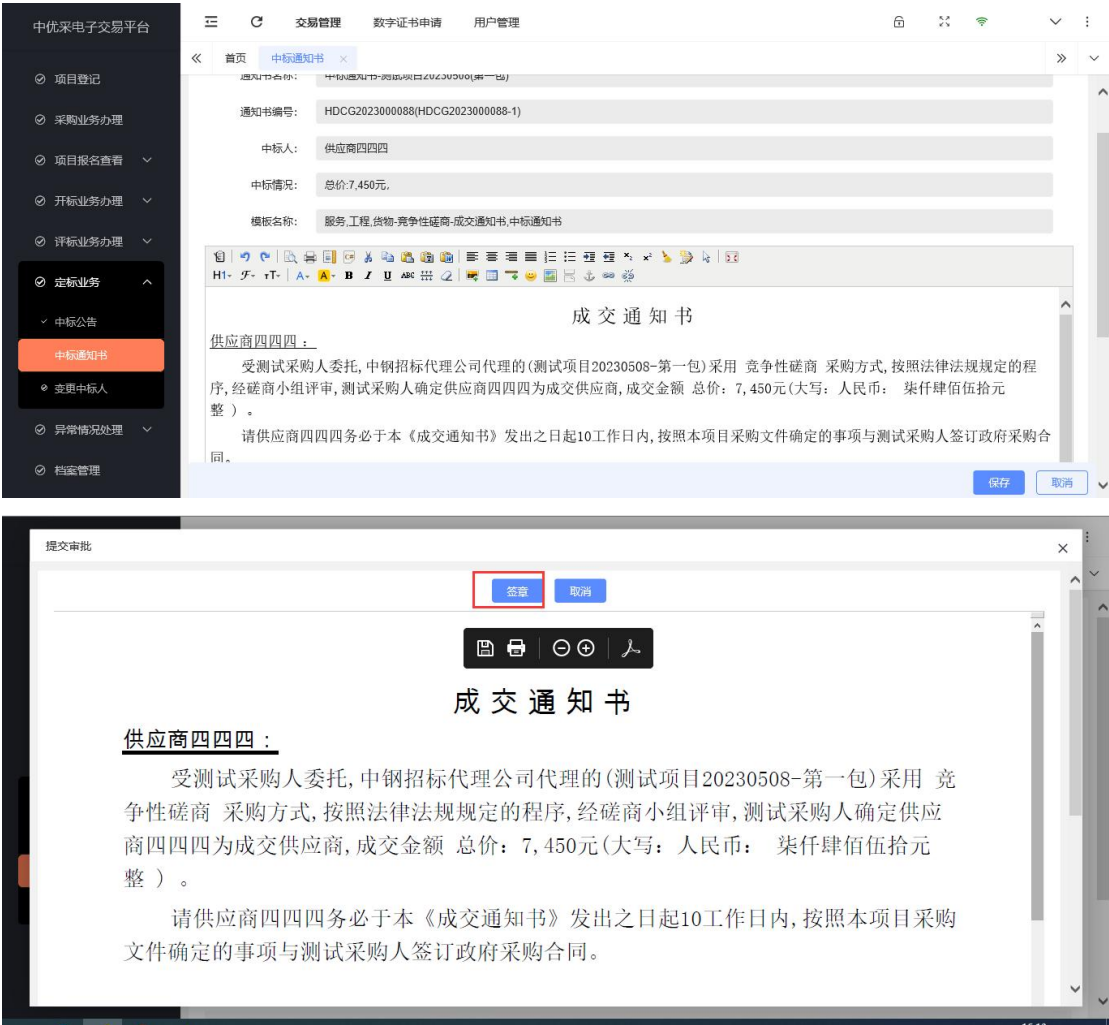 中优采电子交易平台
交易管理 数字证书申请 用户管理
首页 中标通知书
项目登记
采购业务办理
项目报名查看
开标业务办理
评标业务办理
定标业务
中标公告
中标通知书
变更中标人
异常情况处理
档案管理
通知书名称: 中标通知书-测试项目20230508(第一包)
通知书编号: HDCG2023000088(HDCG2023000088-1)
中标人: 供应商四四四
中标情况: 总价:7,450元,
模板名称: 服务,工程,货物-竞争性磋商-成交通知书,中标通知书
成交通知书
供应商四四四：
受测试采购人委托,中钢招标代理公司代理的(测试项目20230508-第一包)采用 竞争性磋商 采购方式,按照法律法规规定的程
序,经磋商小组评审,测试采购人确定供应商四四四为成交供应商,成交金额 总价: 7,450元(大写: 人民币: 柒仟肆佰伍拾元
整 ) 。
请供应商四四四务必于本《成交通知书》发出之日起10工作日内,按照本项目采购文件确定的事项与测试采购人签订政府采购合
同。
保存 取消
提交审批
签章 取消
成交通知书
供应商四四四：
受测试采购人委托,中钢招标代理公司代理的(测试项目20230508-第一包)采用 竞
争性磋商 采购方式,按照法律法规规定的程序,经磋商小组评审,测试采购人确定供应
商四四四为成交供应商,成交金额 总价: 7,450元(大写: 人民币: 柒仟肆佰伍拾元
整 ) 。
请供应商四四四务必于本《成交通知书》发出之日起10工作日内,按照本项目采购
文件确定的事项与测试采购人签订政府采购合同。